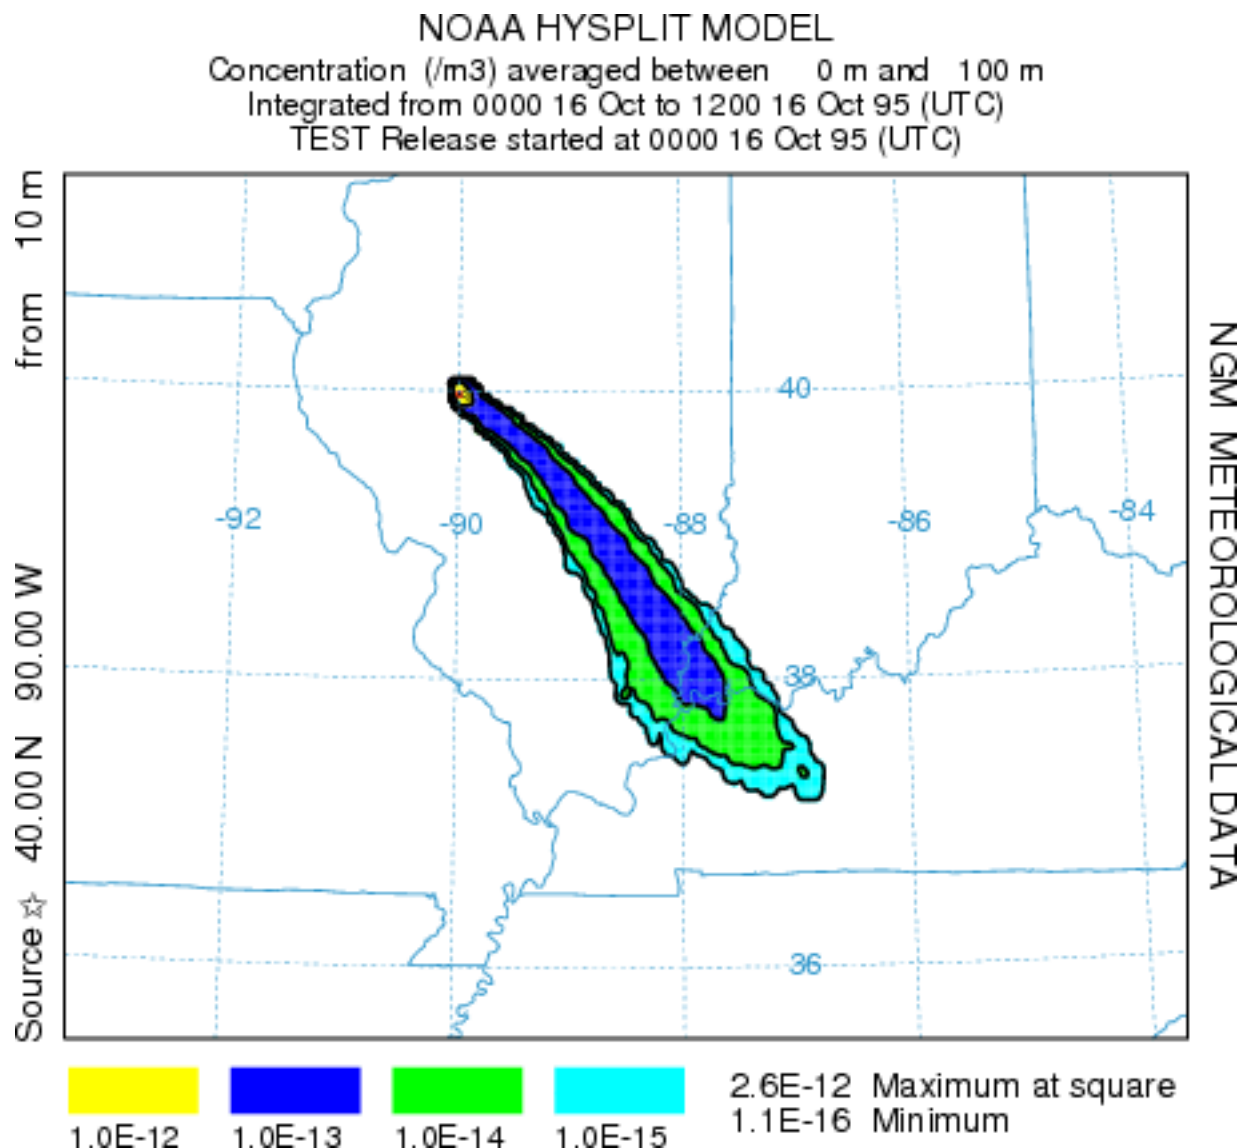 NOAA HYSPLIT MODEL
Concentration (/m3) averaged between 0 m and 100 m
Integrated from 0000 16 Oct to 1200 16 Oct 95 (UTC)
TEST Release started at 0000 16 Oct 95 (UTC)
Source ☆ 40.00 N 90.00 W from 10 m
40
-92
-90
-88
-86
-84
38
36
NGM METEOROLOGICAL DATA
1.0E-12
1.0E-13
1.0E-14
1.0E-15
2.6E-12 Maximum at square
1.1E-16 Minimum